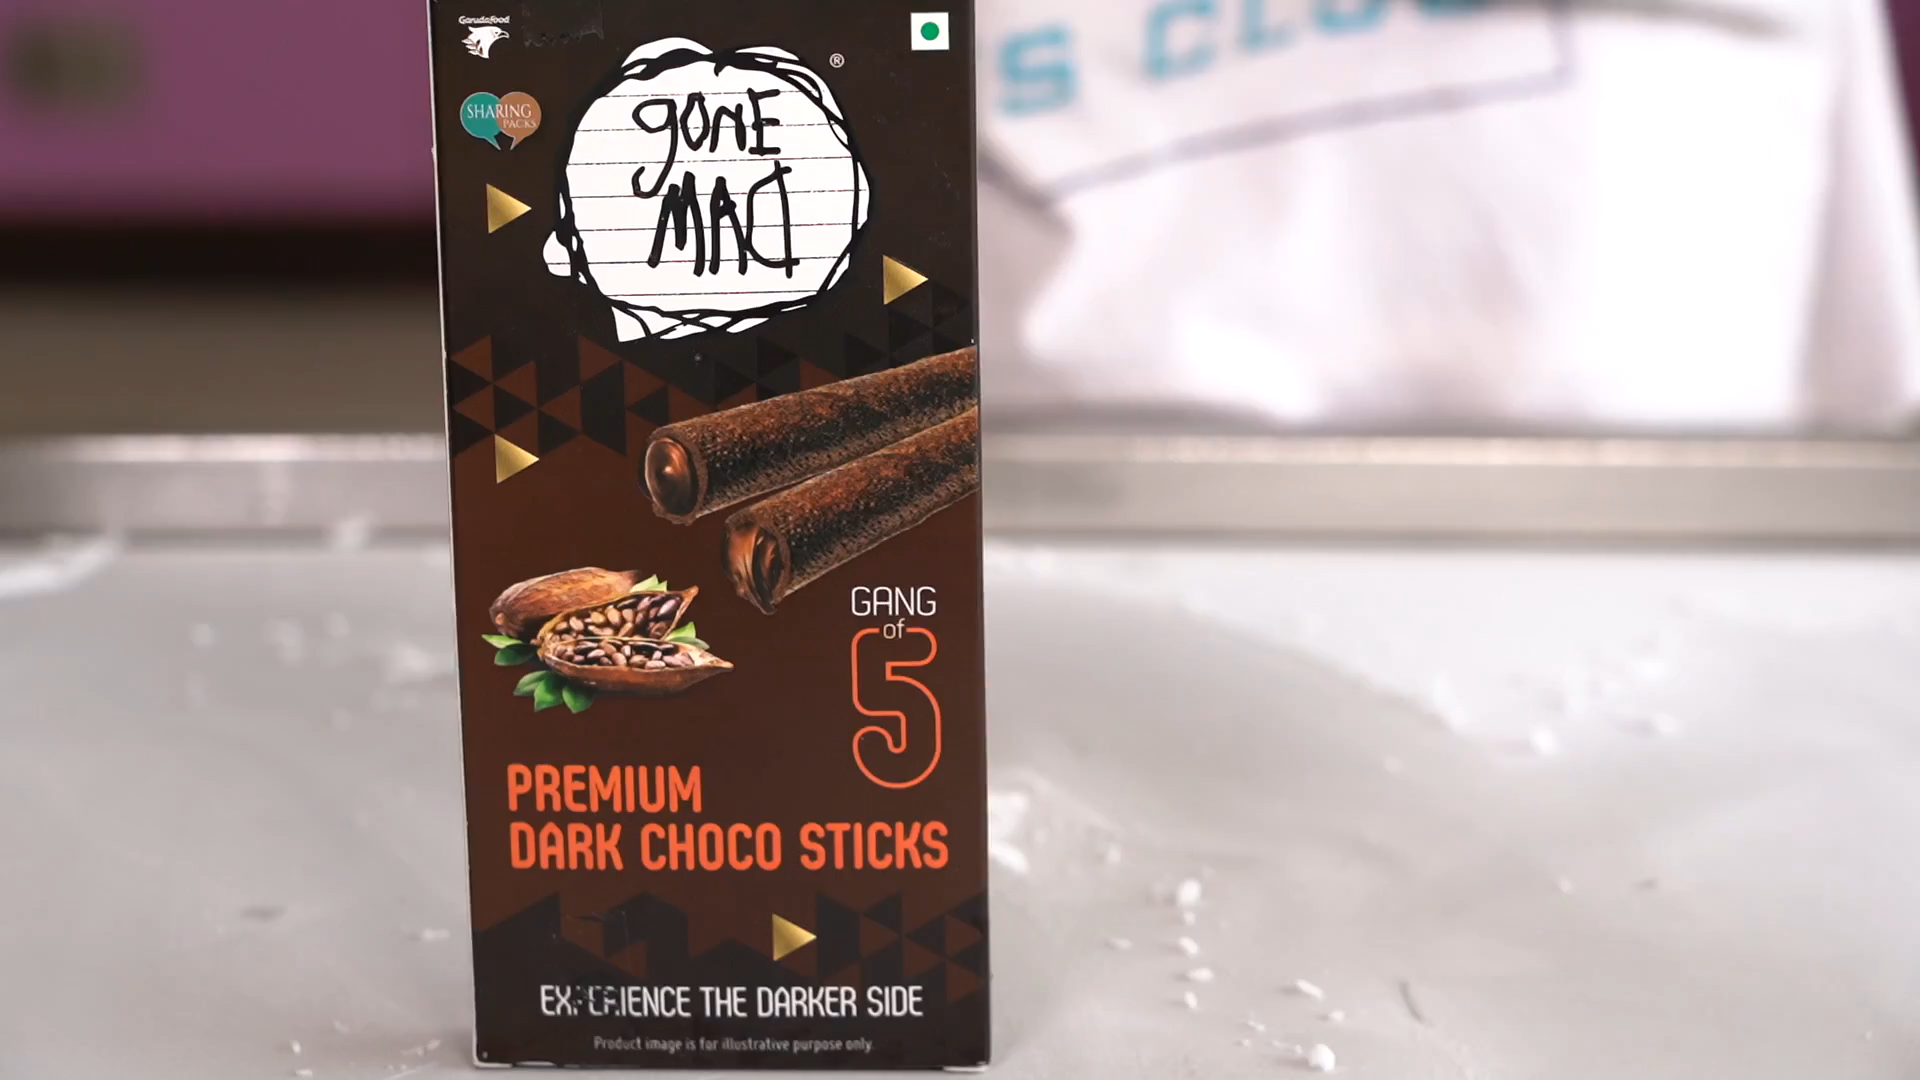 Garudafood
SHARING
PACKS
®
gone
MAD
S CLOU
GANG
of
5
PREMIUM
DARK CHOCO STICKS
EXPERIENCE THE DARKER SIDE
Product image is for illustrative purpose only.